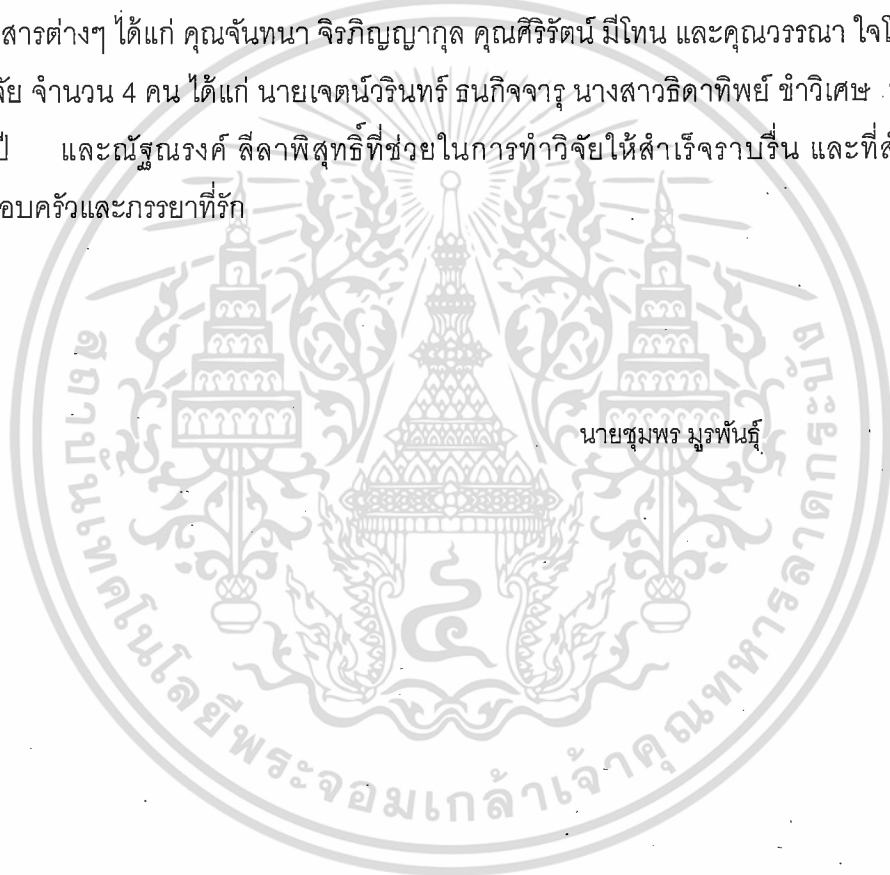 สารต่างๆ ได้แก่ คุณจันทนา จิรภิญญากุล คุณศิริรัตน์ มีโทน และคุณวรรณา ใจโ
จัย จำนวน 4 คน ได้แก่ นายเจตน์วรินทร์ ธนกิจจารุ นางสาวธิดาทิพย์ ขำวิเศษ
ปี และณัฐณรงค์ ลีลาพิสุทธิ์ที่ช่วยในการทำวิจัยให้สำเร็จราบรื่น และที่สํ
อบครัวและภรรยาที่รัก
นายชุมพร มูรพันธุ์
สถาบันเทคโนโลยีพระจอมเกล้าเจ้าคุณทหารลาดกระบัง